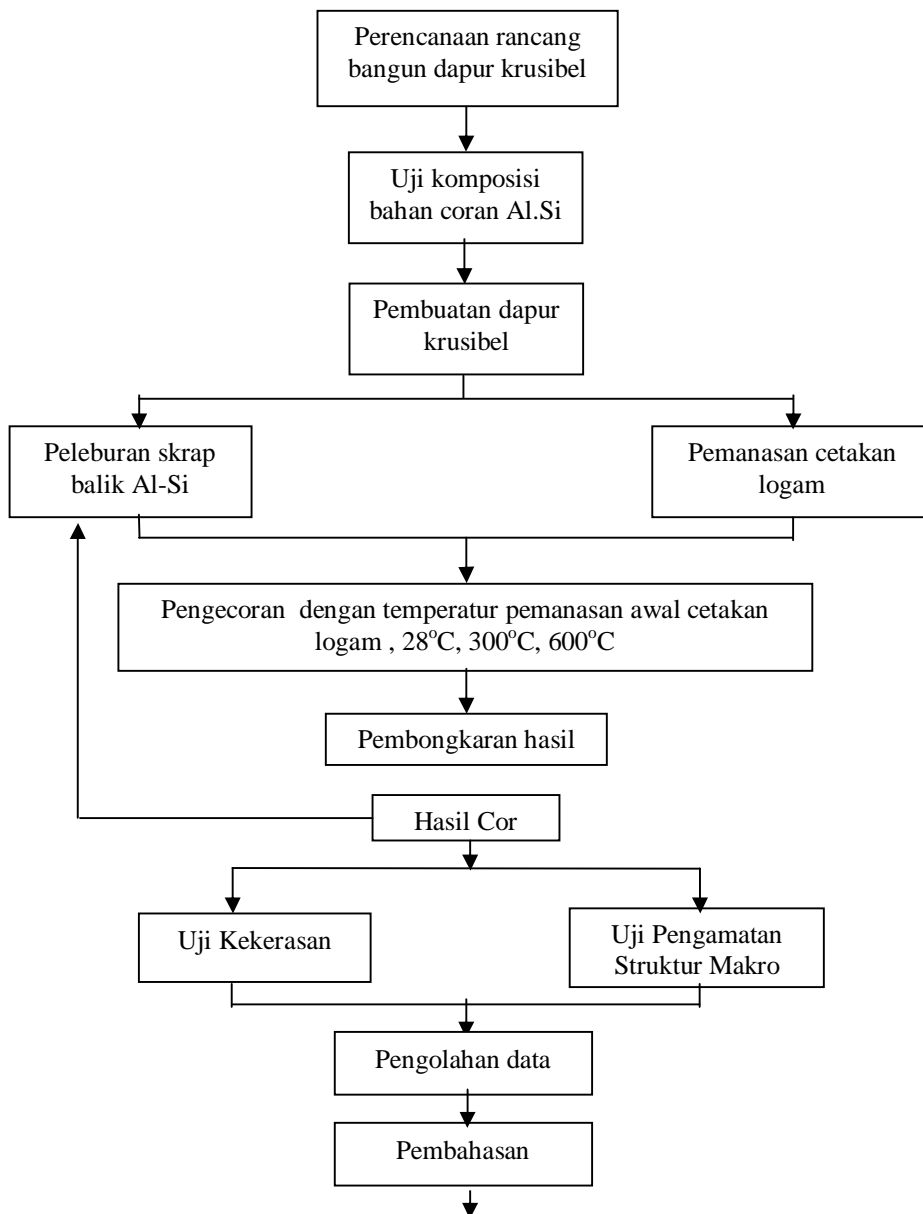 Perencanaan rancang
bangun dapur krusibel
Uji komposisi
bahan coran Al.Si
Pembuatan dapur
krusibel
Peleburan skrap
balik Al-Si
Pemanasan cetakan
logam
Pengecoran dengan temperatur pemanasan awal cetakan
logam , 28°C, 300°C, 600°C
Pembongkaran hasil
Hasil Cor
Uji Kekerasan
Uji Pengamatan
Struktur Makro
Pengolahan data
Pembahasan